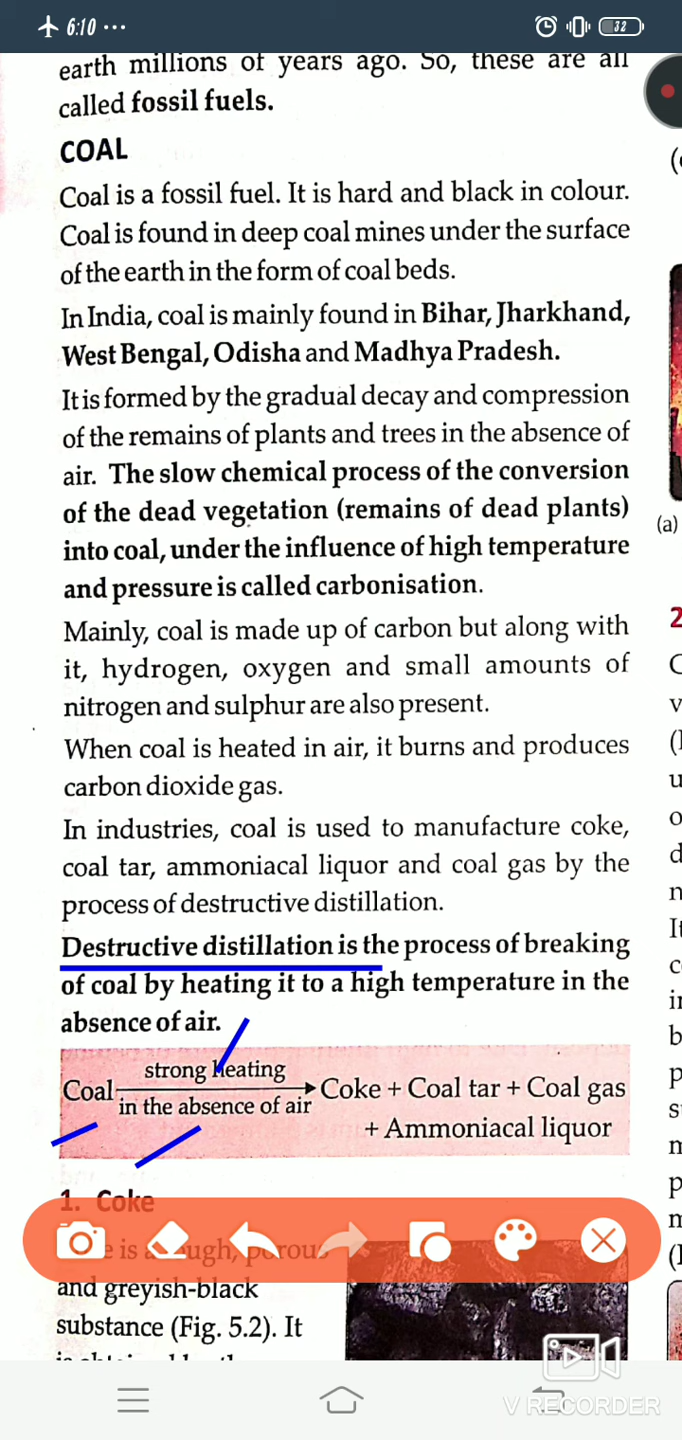 6:10 ...
32
earth millions of years ago. So, these are all
called fossil fuels.
COAL
Coal is a fossil fuel. It is hard and black in colour.
Coal is found in deep coal mines under the surface
of the earth in the form of coal beds.
In India, coal is mainly found in Bihar, Jharkhand,
West Bengal, Odisha and Madhya Pradesh.
It is formed by the gradual decay and compression
of the remains of plants and trees in the absence of
air. The slow chemical process of the conversion
of the dead vegetation (remains of dead plants)
into coal, under the influence of high temperature
and pressure is called carbonisation.
Mainly, coal is made up of carbon but along with
it, hydrogen, oxygen and small amounts of
nitrogen and sulphur are also present.
When coal is heated in air, it burns and produces
carbon dioxide gas.
In industries, coal is used to manufacture coke,
coal tar, ammoniacal liquor and coal gas by the
process of destructive distillation.
Destructive distillation is the process of breaking
of coal by heating it to a high temperature in the
absence of air.
strong heating
Coal Coke + Coal tar + Coal gas
in the absence of air
+ Ammoniacal liquor
1. Coke
is a porous
and greyish-black
substance (Fig. 5.2). It
(a)
2
V RECORDER